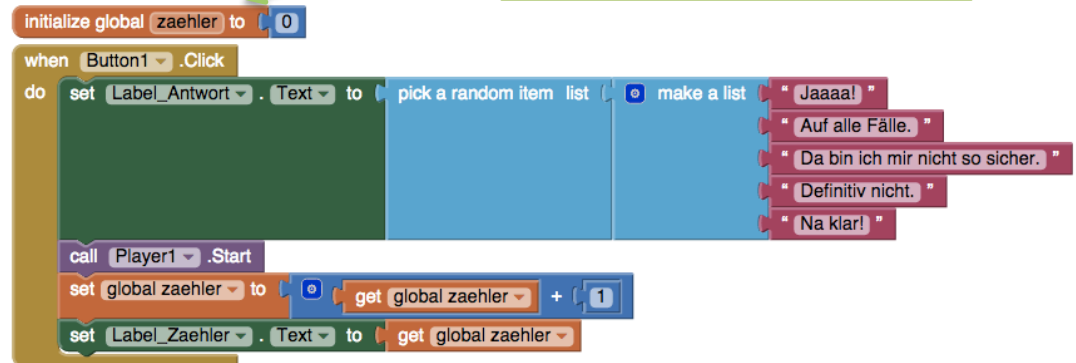 initialize global zaehler to 0
when Button1 .Click
do set Label_Antwort . Text to pick a random item list make a list " Jaaaa! "
" Auf alle Fälle. "
" Da bin ich mir nicht so sicher. "
" Definitiv nicht. "
" Na klar! "
call Player1 .Start
set global zaehler to get global zaehler + 1
set Label_Zaehler . Text to get global zaehler